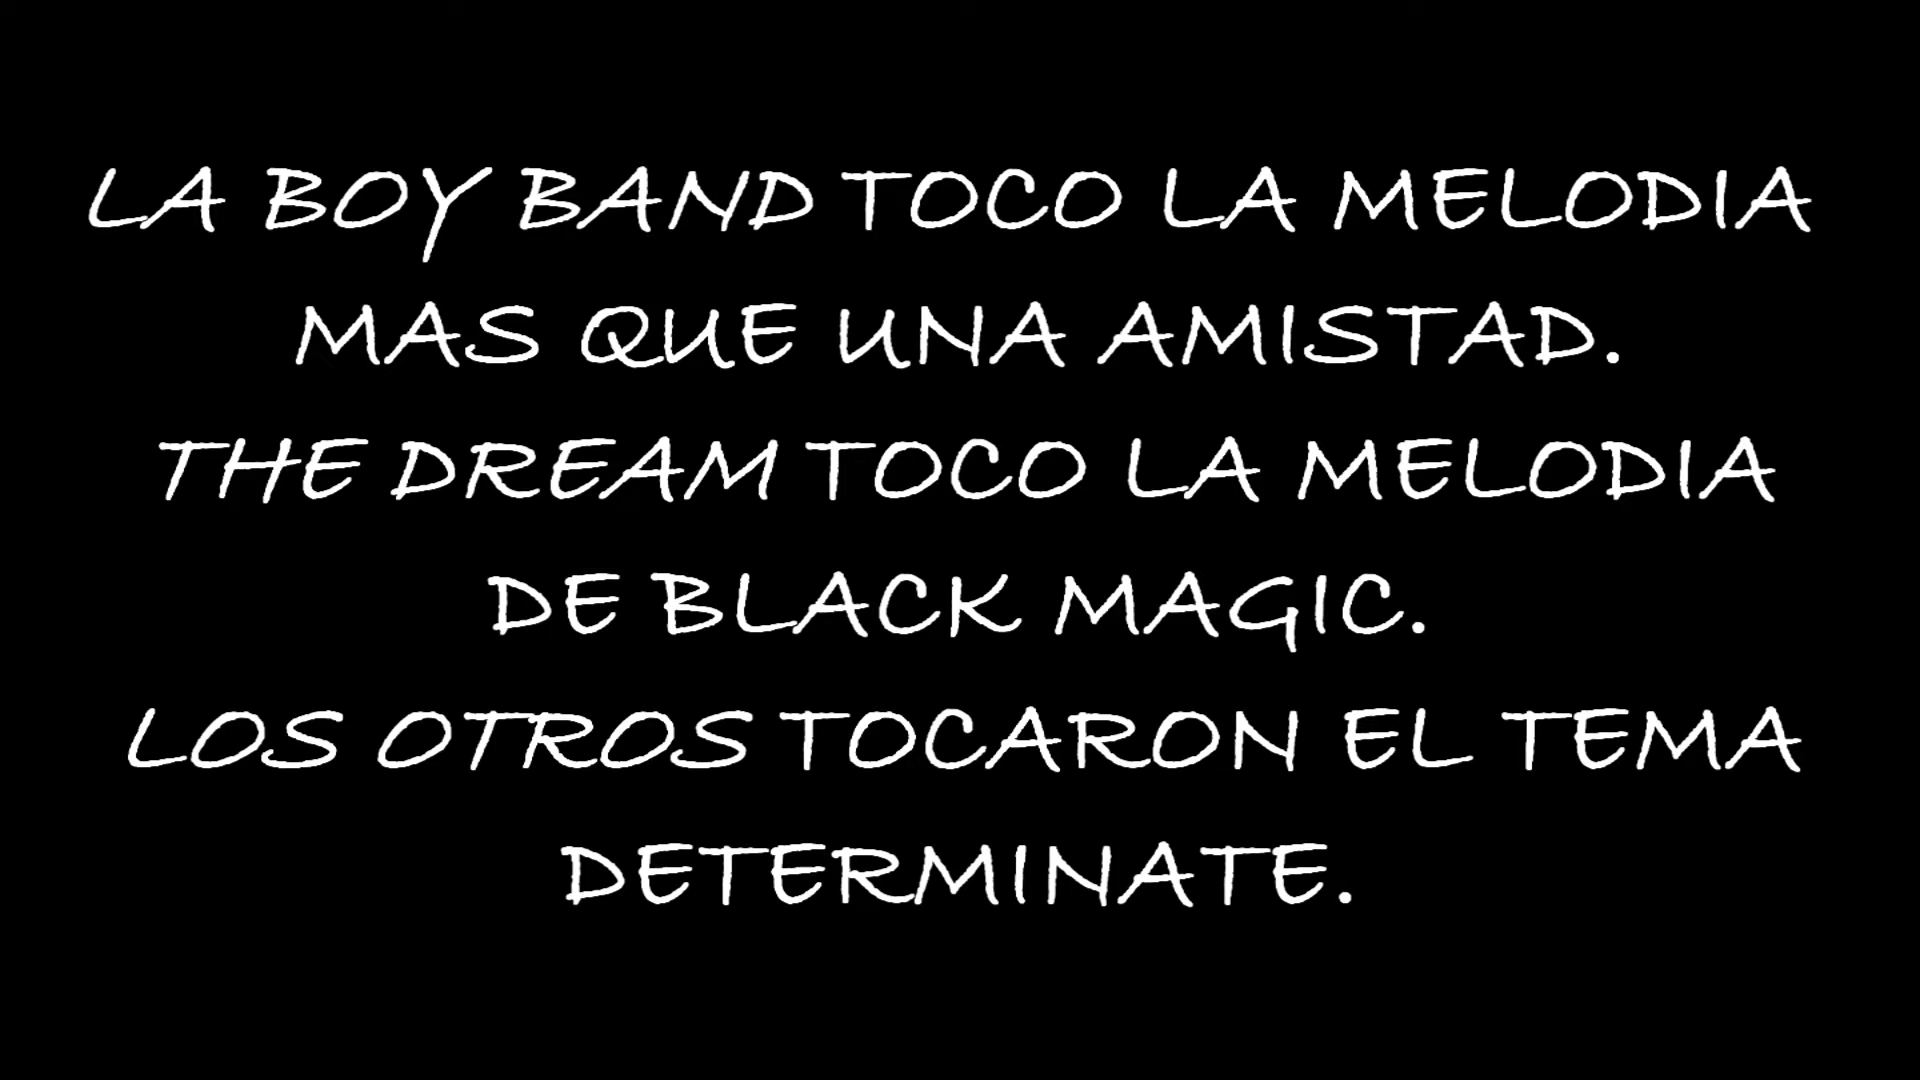 LA BOY BAND TOCO LA MELODIA
MAS QUE UNA AMISTAD.
THE DREAM TOCO LA MELODIA
DE BLACK MAGIC.
LOS OTROS TOCARON EL TEMA
DETERMINATE.